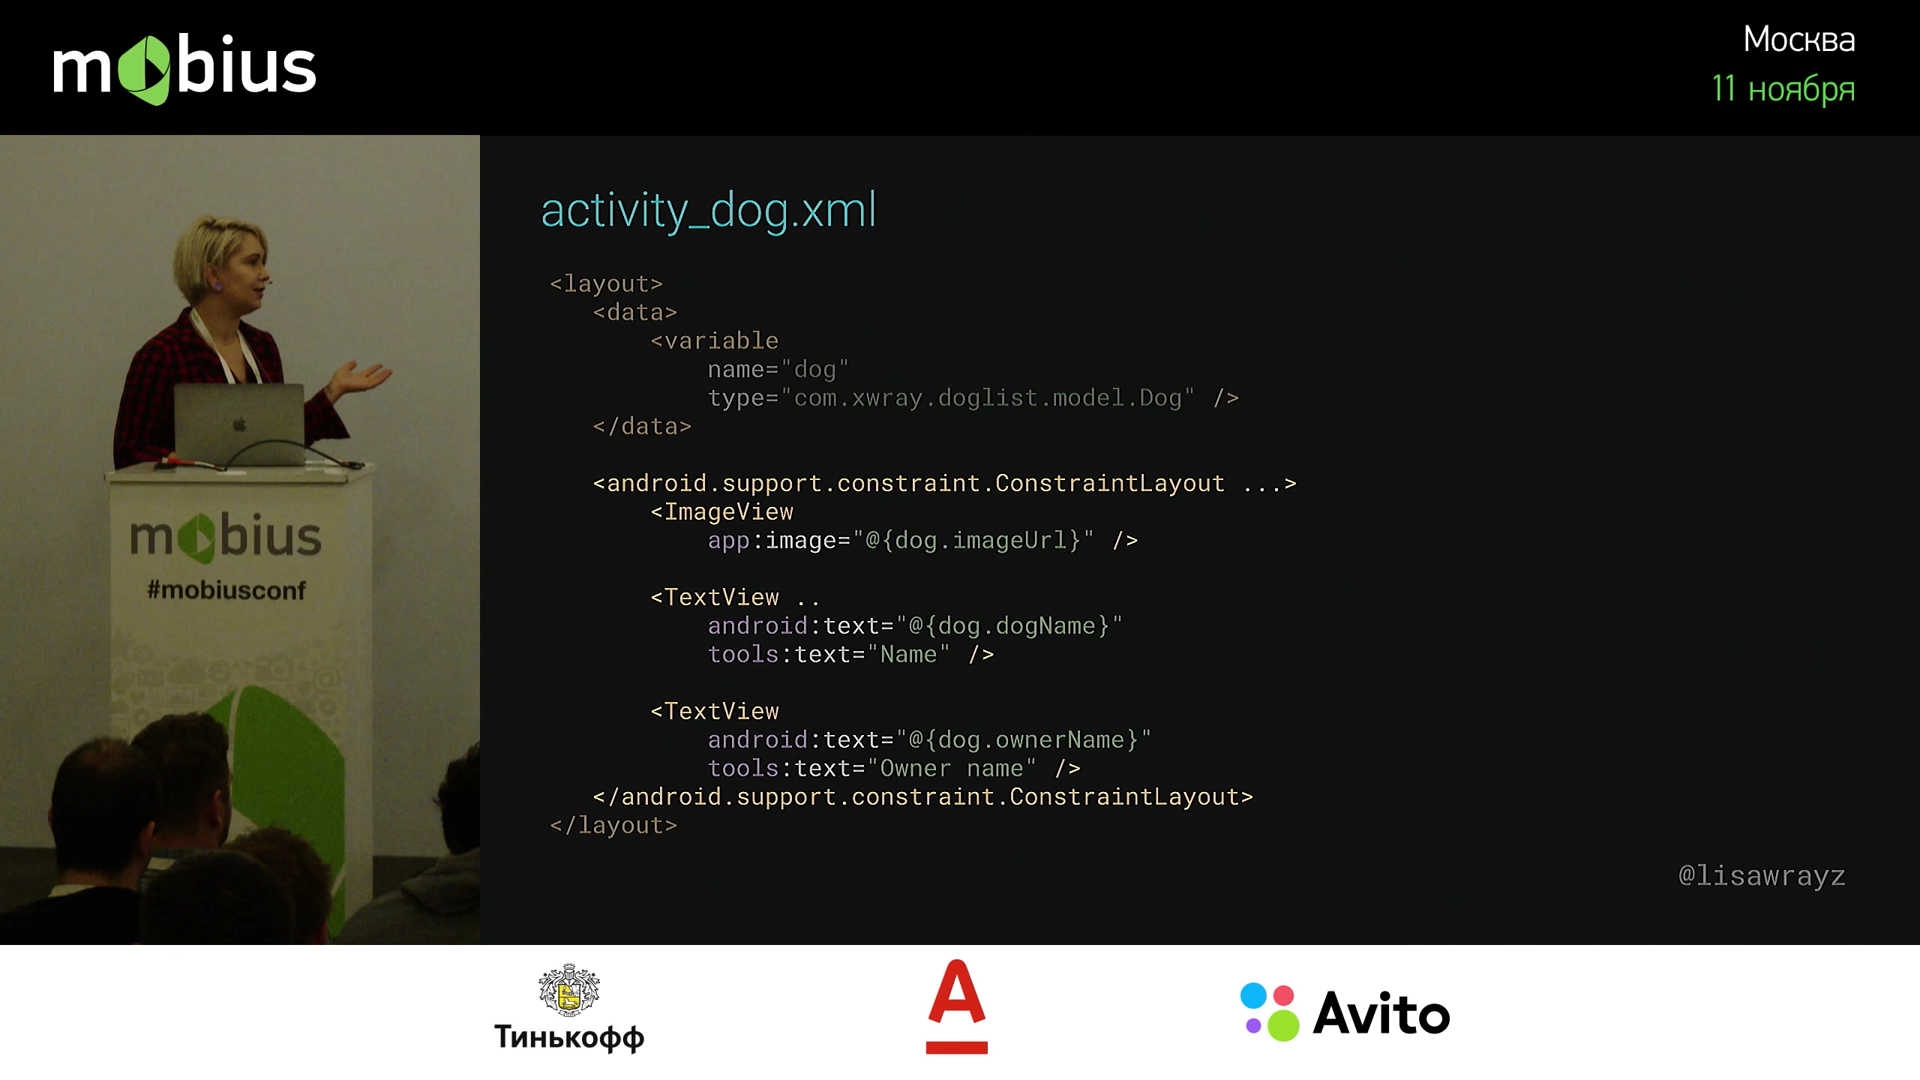 mobius
Москва
11 ноября
activity_dog.xml
<layout>
<data>
<variable
name="dog"
type="com.xwray.doglist.model.Dog" />
</data>
<android.support.constraint.ConstraintLayout ...>
<ImageView
app:image="@{dog.imageUrl}" />
<TextView ..
android:text="@{dog.dogName}"
tools:text="Name" />
<TextView
android:text="@{dog.ownerName}"
tools:text="Owner name" />
</android.support.constraint.ConstraintLayout>
</layout>
@lisawrayz
mobius
#mobiusconf
Тинькофф
А
Avito